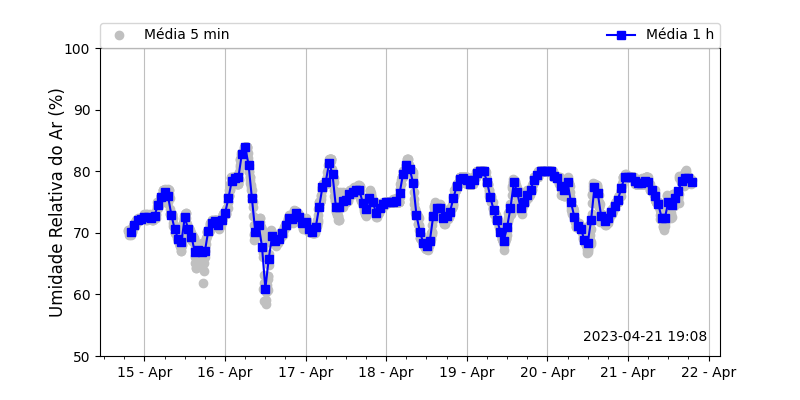 Média 5 min
Média 1 h
Umidade Relativa do Ar (%)
100
90
80
70
60
50
2023-04-21 19:08
15 - Apr
16 - Apr
17 - Apr
18 - Apr
19 - Apr
20 - Apr
21 - Apr
22 - Apr